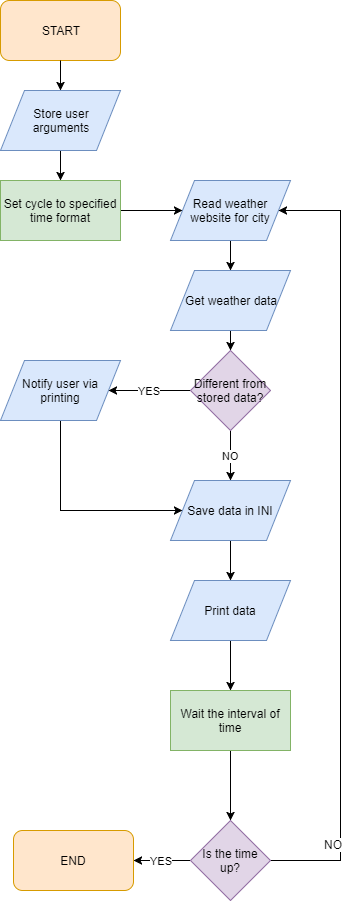 START
Store user
arguments
Set cycle to specified
time format
Read weather
website for city
Get weather data
Different from
stored data?
YES
Notify user via
printing
NO
Save data in INI
Print data
Wait the interval of
time
Is the time
up?
NO
YES
END